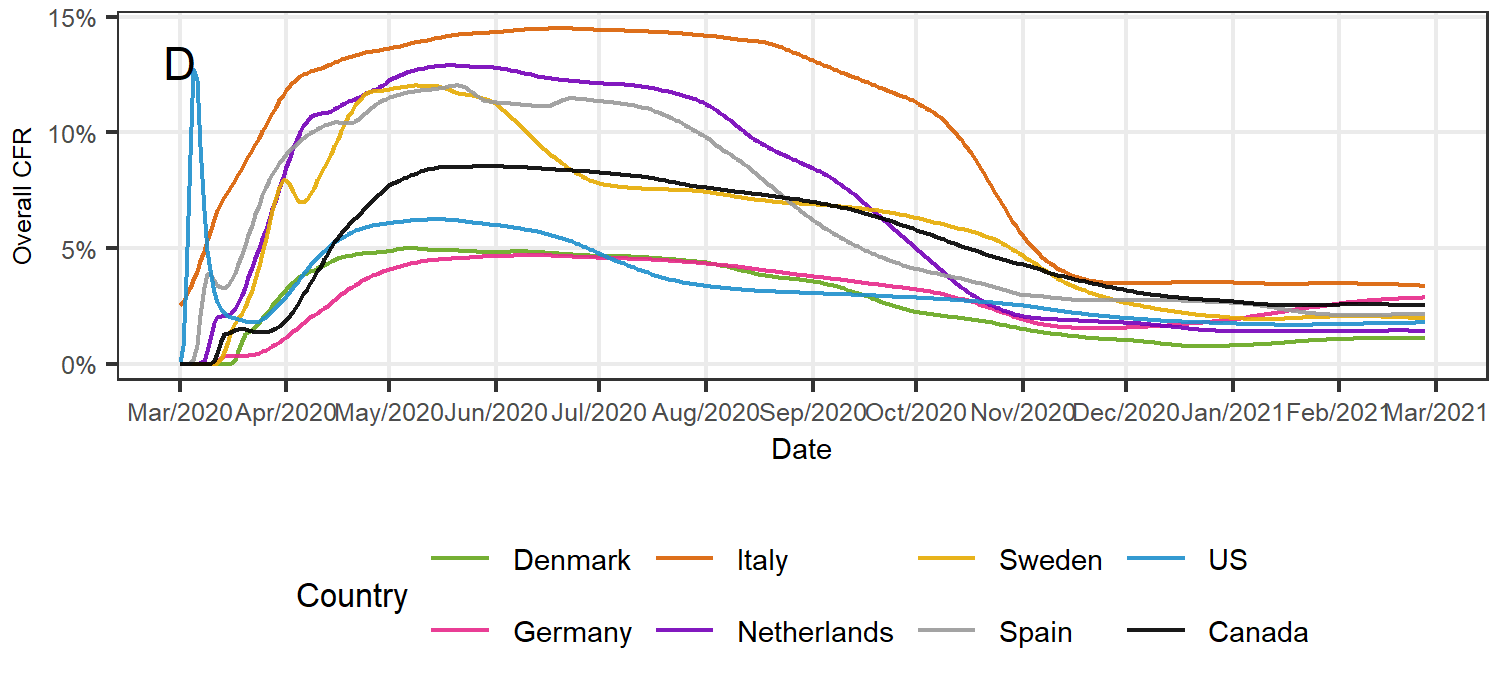 15%
D
10%
5%
0%
Overall CFR
Mar/2020 Apr/2020 May/2020 Jun/2020 Jul/2020 Aug/2020 Sep/2020 Oct/2020 Nov/2020 Dec/2020 Jan/2021 Feb/2021 Mar/2021
Date
Denmark Italy Sweden US
Country
Germany Netherlands Spain Canada